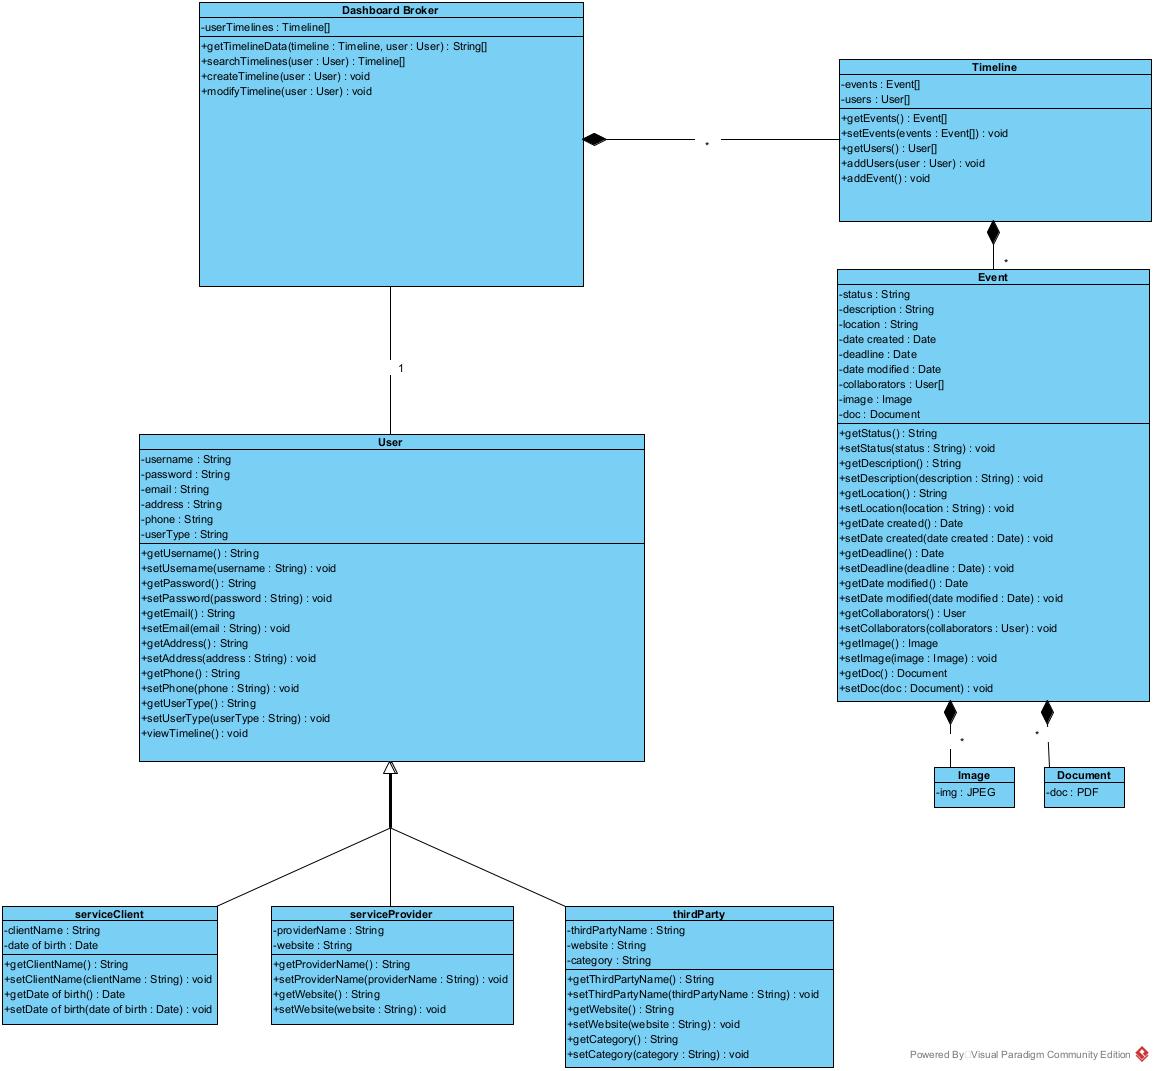 Dashboard Broker
-userTimelines : Timeline[]
+getTimelineData(timeline : Timeline, user : User) : String[]
+searchTimelines(user : User) : Timeline[]
+createTimeline(user : User) : void
+modifyTimeline(user : User) : void
*
Timeline
-events : Event[]
-users : User[]
+getEvents() : Event[]
+setEvents(events : Event[]) : void
+getUsers() : User[]
+addUsers(user : User) : void
+addEvent() : void
*
Event
-status : String
-description : String
-location : String
-date created : Date
-deadline : Date
-date modified : Date
-collaborators : User[]
-image : Image
-doc : Document
+getStatus() : String
+setStatus(status : String) : void
+getDescription() : String
+setDescription(description : String) : void
+getLocation() : String
+setLocation(location : String) : void
+getDate created() : Date
+setDate created(date created : Date) : void
+getDeadline() : Date
+setDeadline(deadline : Date) : void
+getDate modified() : Date
+setDate modified(date modified : Date) : void
+getCollaborators() : User
+setCollaborators(collaborators : User) : void
+getImage() : Image
+setImage(image : Image) : void
+getDoc() : Document
+setDoc(doc : Document) : void
*
*
Image
-img : JPEG
Document
-doc : PDF
1
User
-username : String
-password : String
-email : String
-address : String
-phone : String
-userType : String
+getUsername() : String
+setUsername(username : String) : void
+getPassword() : String
+setPassword(password : String) : void
+getEmail() : String
+setEmail(email : String) : void
+getAddress() : String
+setAddress(address : String) : void
+getPhone() : String
+setPhone(phone : String) : void
+getUserType() : String
+setUserType(userType : String) : void
+viewTimeline() : void
serviceClient
-clientName : String
-date of birth : Date
+getClientName() : String
+setClientName(clientName : String) : void
+getDate of birth() : Date
+setDate of birth(date of birth : Date) : void
serviceProvider
-providerName : String
-website : String
+getProviderName() : String
+setProviderName(providerName : String) : void
+getWebsite() : String
+setWebsite(website : String) : void
thirdParty
-thirdPartyName : String
-website : String
-category : String
+getThirdPartyName() : String
+setThirdPartyName(thirdPartyName : String) : void
+getWebsite() : String
+setWebsite(website : String) : void
+getCategory() : String
+setCategory(category : String) : void
Powered By Visual Paradigm Community Edition